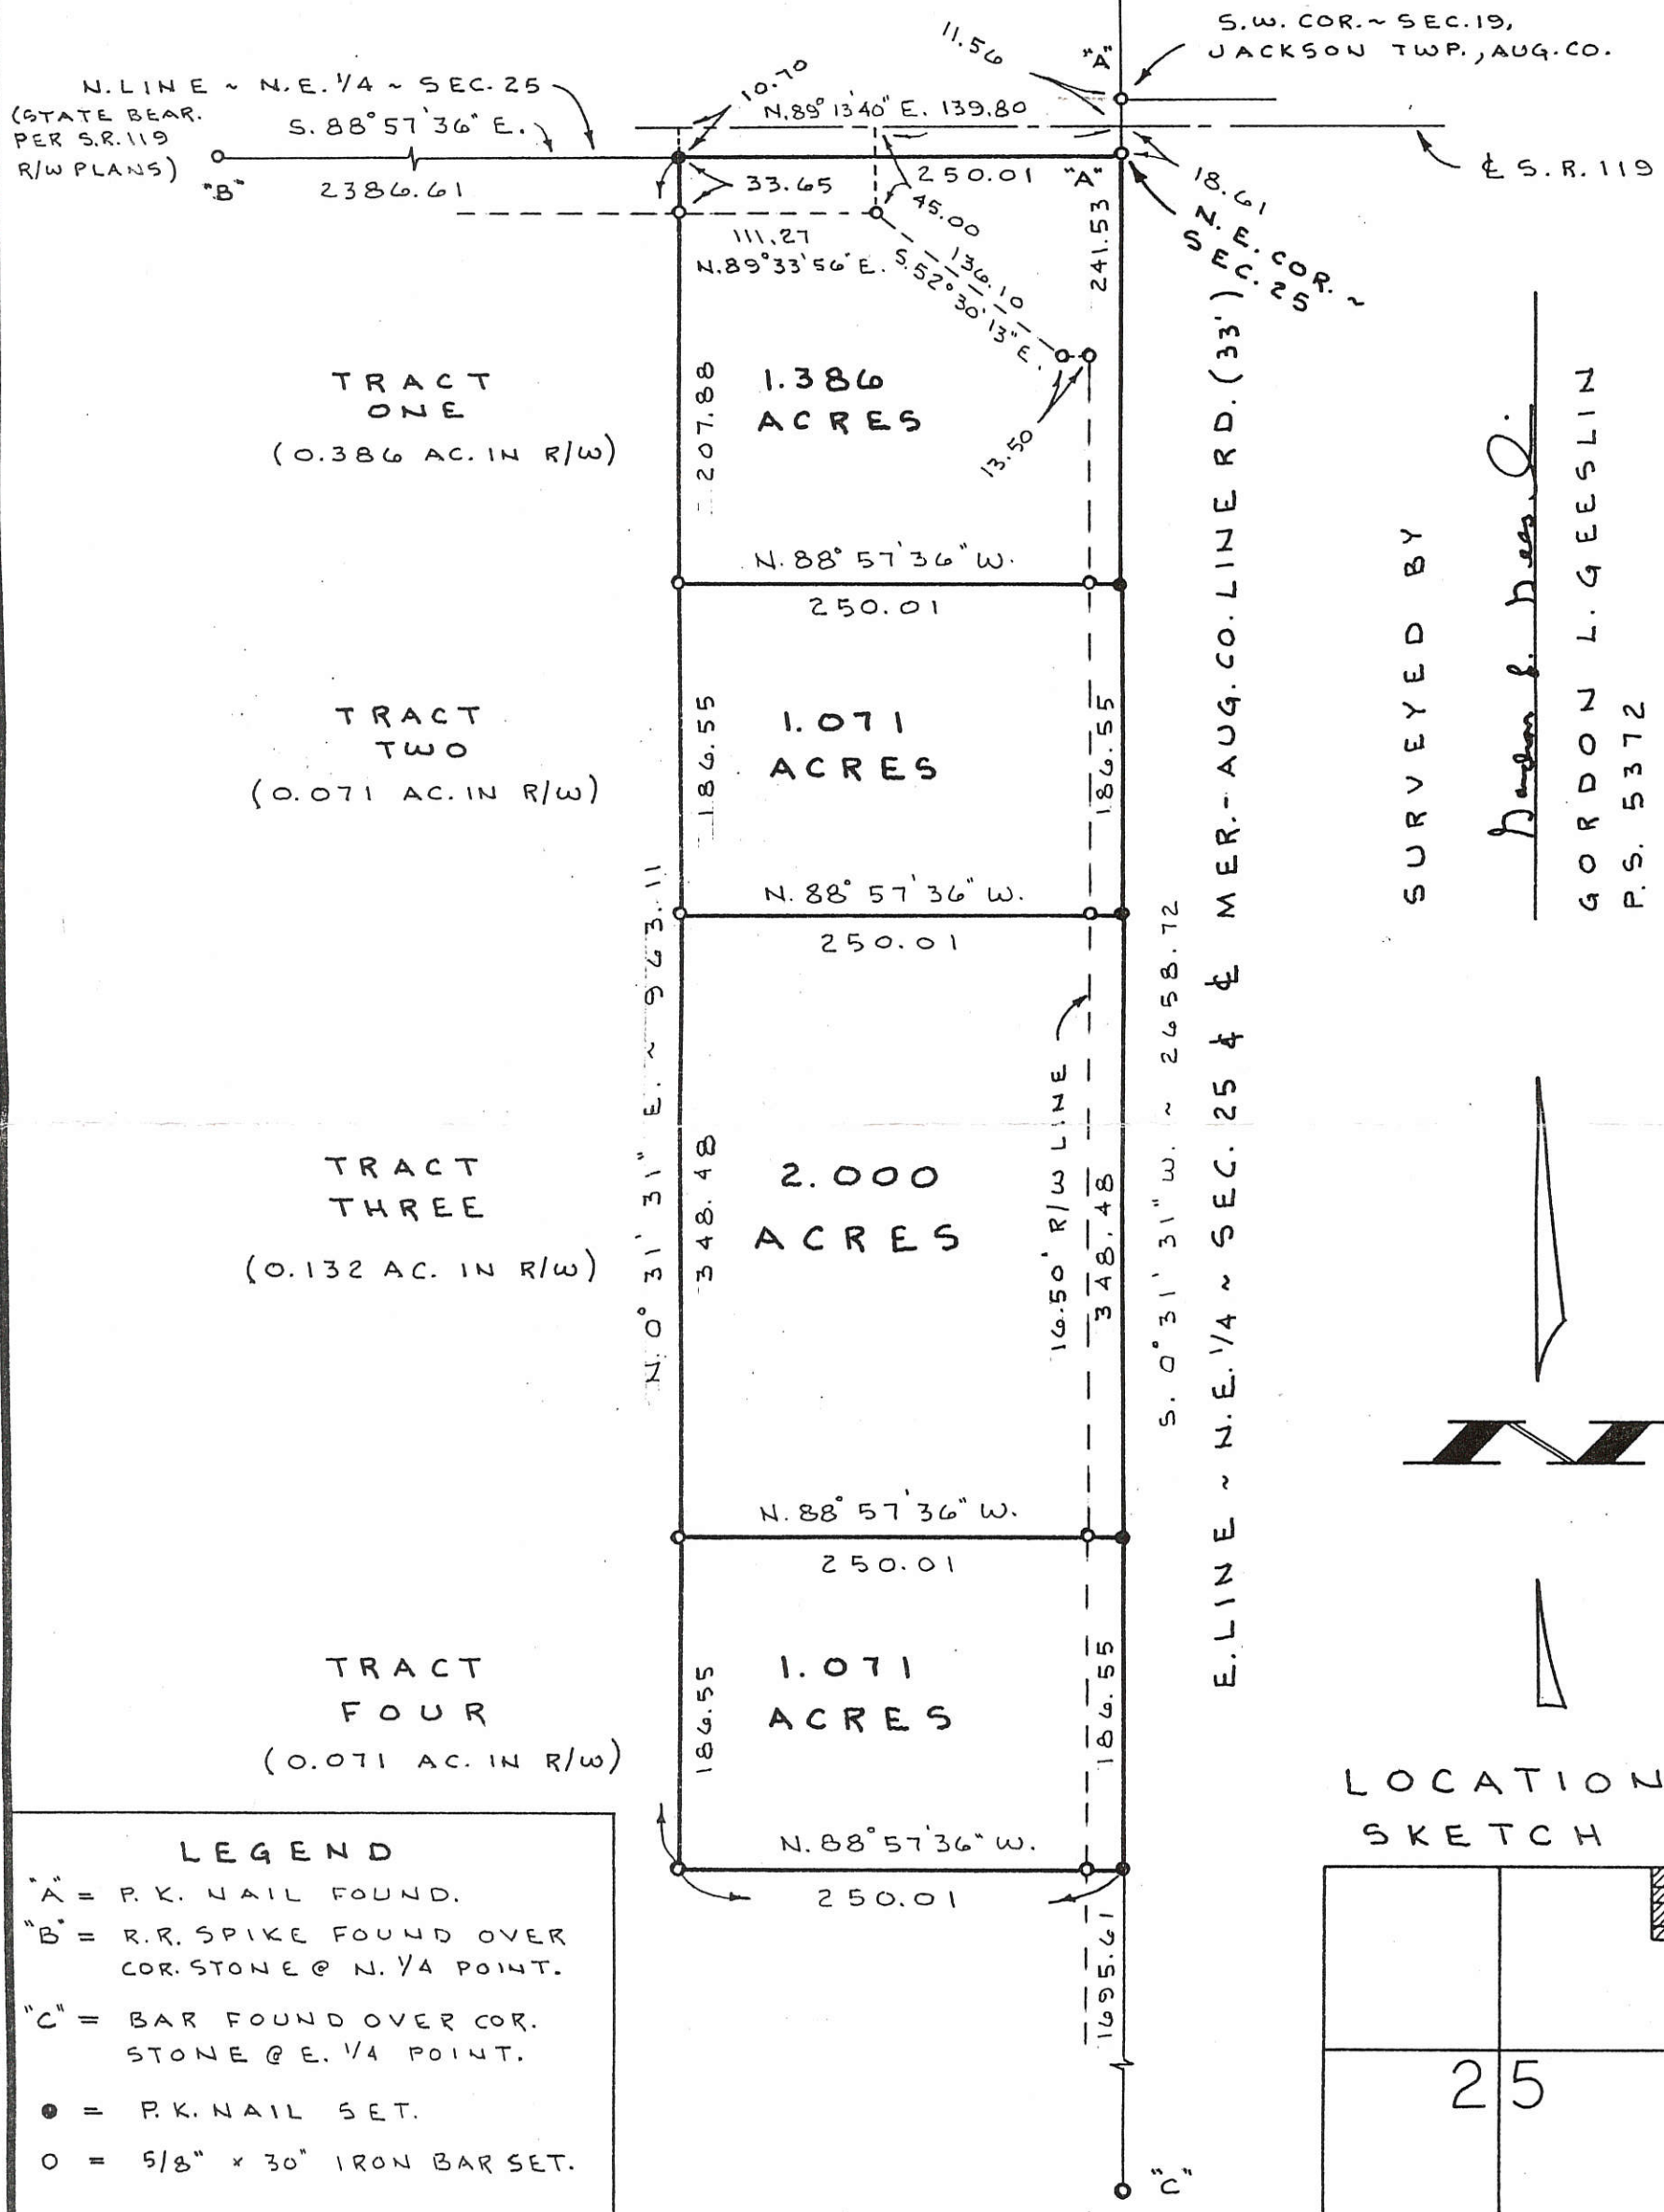 S.W. COR. ~ SEC. 19,
JACKSON TWP., AUG. CO.
11.56
"A"
N. LINE ~ N.E. 1/4 ~ SEC. 25
(STATE BEAR.
PER S.R. 119
R/W PLANS)
S. 88° 57' 36" E.
10.70
N. 89° 13' 40" E. 139.80
℄ S.R. 119
"B"
2386.61
33.65
250.01
"A"
18.61
N.E. COR. ~
SEC. 25
45.00
111.27
N. 89° 33' 56" E.
136.10
S. 52° 30' 13" E.
241.53
13.50
TRACT
ONE
(0.386 AC. IN R/W)
207.88
1.386
ACRES
N. 88° 57' 36" W.
250.01
TRACT
TWO
(0.071 AC. IN R/W)
186.55
1.071
ACRES
186.55
N. 88° 57' 36" W.
250.01
N. 0° 31' 31" E. ~ 963.11
TRACT
THREE
(0.132 AC. IN R/W)
348.48
2.000
ACRES
16.50' R/W LINE
348.48
S. 0° 31' 31" W. ~ 2658.72
E. LINE ~ N.E. 1/4 ~ SEC. 25 & ℄ MER. - AUG. CO. LINE RD. (33')
N. 88° 57' 36" W.
250.01
TRACT
FOUR
(0.071 AC. IN R/W)
186.55
1.071
ACRES
186.55
N. 88° 57' 36" W.
250.01
1695.61
"C"
SURVEYED BY
GORDON L. GEESLIN
P.S. 5372
N
LOCATION
SKETCH
25
LEGEND
"A" = P.K. NAIL FOUND.
"B" = R.R. SPIKE FOUND OVER
COR. STONE @ N. 1/4 POINT.
"C" = BAR FOUND OVER COR.
STONE @ E. 1/4 POINT.
● = P.K. NAIL SET.
O = 5/8" x 30" IRON BAR SET.